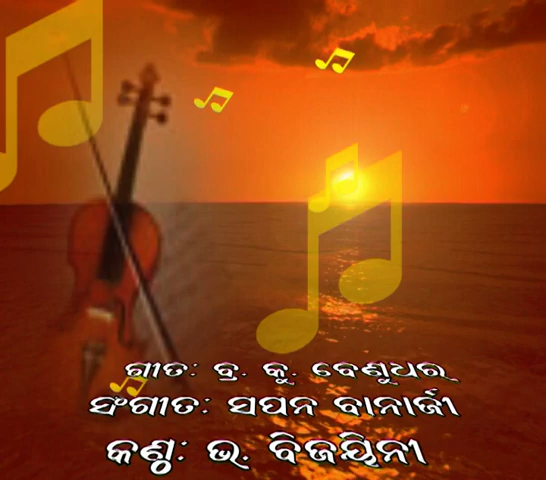 ଗୀତ: ବ୍ର. କୁ. ବେଣୁଧର
ସଂଗୀତ: ସପନ ବାନାର୍ଜୀ
କଣ୍ଠ: ଭ. ବିଜୟିନୀ